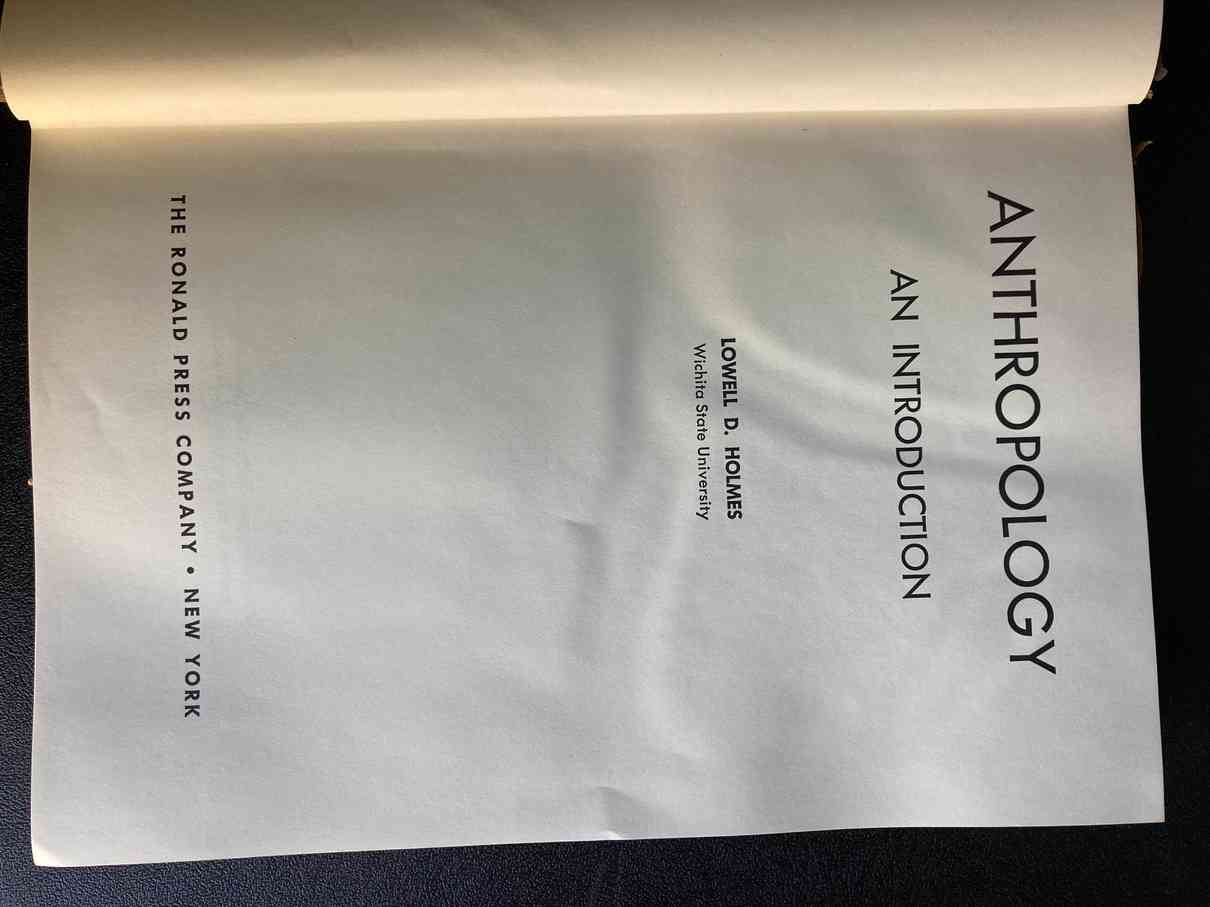 ANTHROPOLOGY
AN INTRODUCTION
LOWELL D. HOLMES
Wichita State University
THE RONALD PRESS COMPANY • NEW YORK